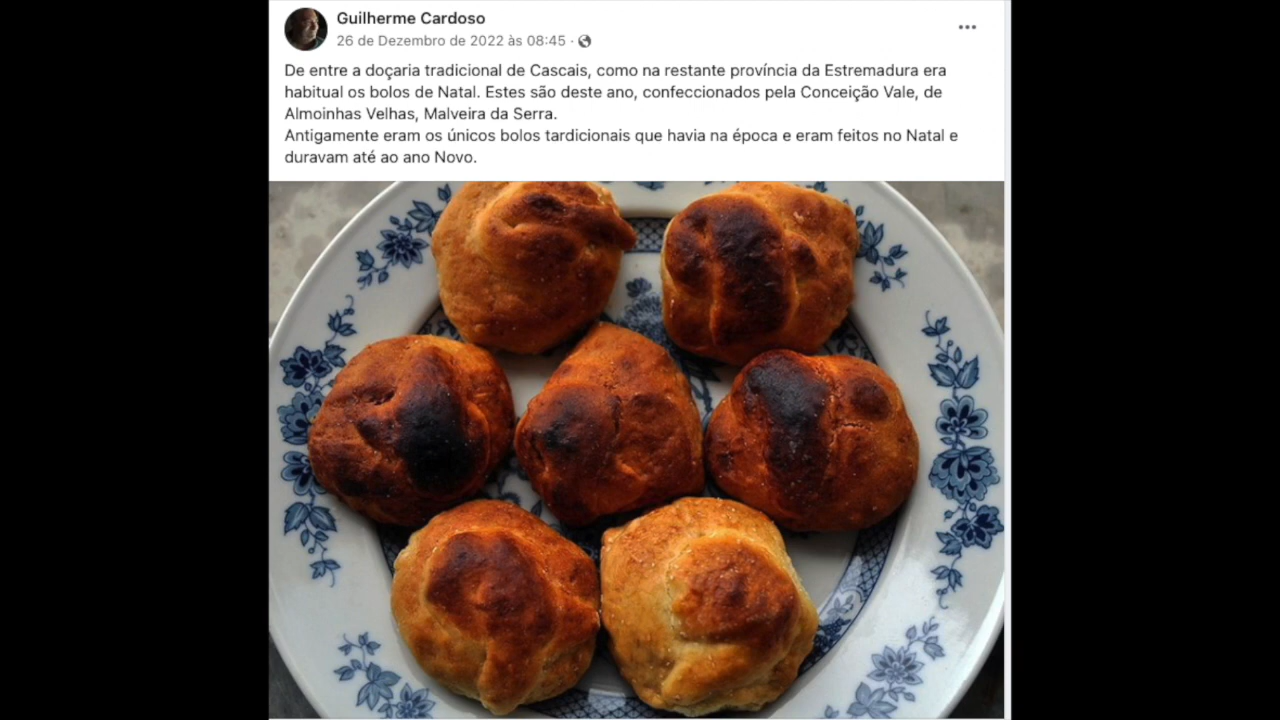 Guilherme Cardoso
26 de Dezembro de 2022 às 08:45 ·
De entre a doçaria tradicional de Cascais, como na restante província da Estremadura era
habitual os bolos de Natal. Estes são deste ano, confeccionados pela Conceição Vale, de
Almoinhas Velhas, Malveira da Serra.
Antigamente eram os únicos bolos tardicionais que havia na época e eram feitos no Natal e
duravam até ao ano Novo.